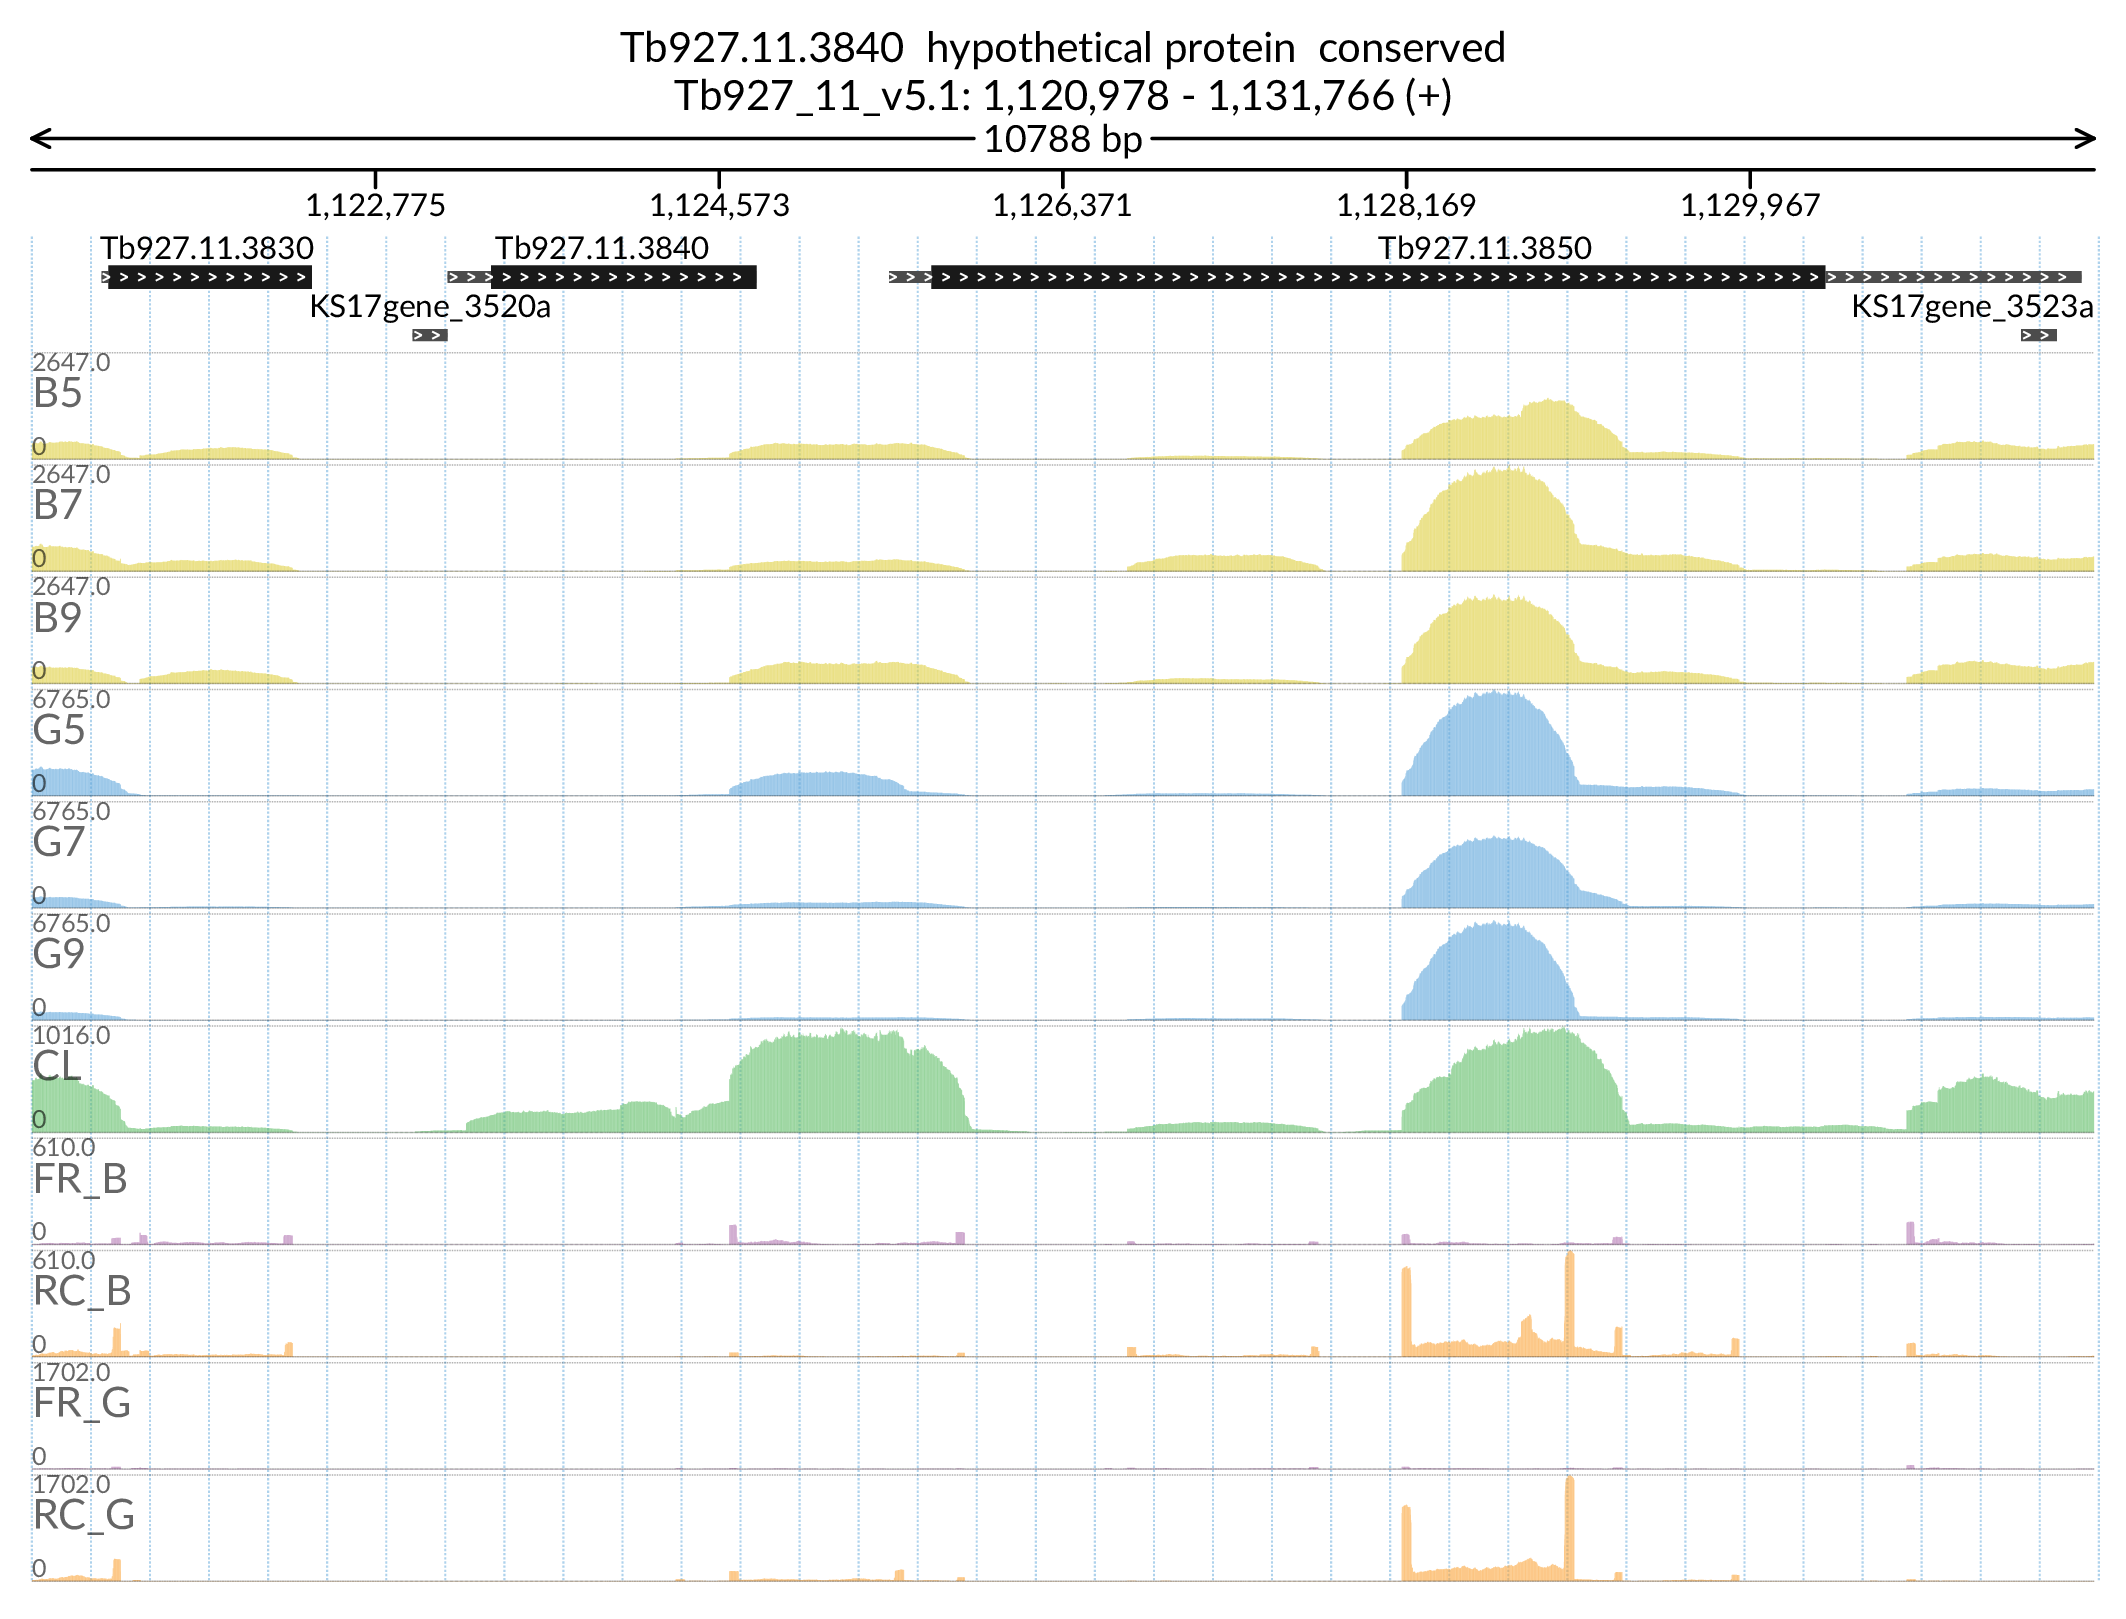 Tb927.11.3840  hypothetical protein  conserved
Tb927_11_v5.1: 1,120,978 - 1,131,766 (+)
10788 bp
1,122,775 1,124,573 1,126,371 1,128,169 1,129,967
Tb927.11.3830 Tb927.11.3840 Tb927.11.3850
KS17gene_3520a KS17gene_3523a
2647.0
B5
0
2647.0
B7
0
2647.0
B9
0
6765.0
G5
0
6765.0
G7
0
6765.0
G9
0
1016.0
CL
0
610.0
FR_B
0
610.0
RC_B
0
1702.0
FR_G
0
1702.0
RC_G
0